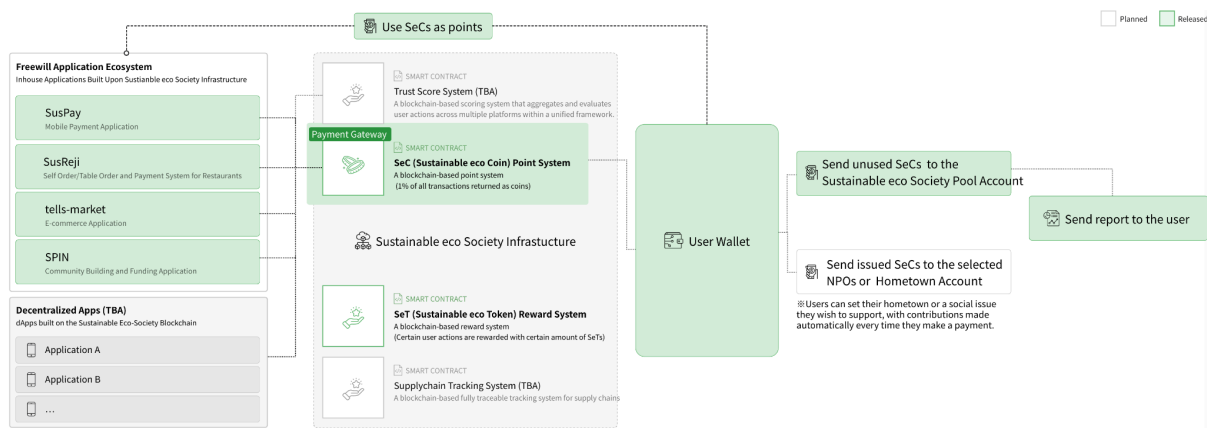 Use SeCs as points
Planned
Released
Freewill Application Ecosystem
Inhouse Applications Built Upon Sustianble eco Society Infrastructure
SusPay
Mobile Payment Application
SusReji
Self Order/Table Order and Payment System for Restaurants
tells-market
E-commerce Application
SPIN
Community Building and Funding Application
Decentralized Apps (TBA)
dApps built on the Sustainable Eco-Society Blockchain
Application A
Application B
...
SMART CONTRACT
Trust Score System (TBA)
A blockchain-based scoring system that aggregates and evaluates
user actions across multiple platforms within a unified framework.
Payment Gateway
SMART CONTRACT
SeC (Sustainable eco Coin) Point System
A blockchain-based point system
(1% of all transactions returned as coins)
Sustainable eco Society Infrastucture
SMART CONTRACT
SeT (Sustainable eco Token) Reward System
A blockchain-based reward system
(Certain user actions are rewarded with certain amount of SeTs)
SMART CONTRACT
Supplychain Tracking System (TBA)
A blockchain-based fully traceable tracking system for supply chains
User Wallet
Send unused SeCs to the
Sustainable eco Society Pool Account
Send report to the user
Send issued SeCs to the selected
NPOs or Hometown Account
※Users can set their hometown or a social issue
they wish to support, with contributions made
automatically every time they make a payment.